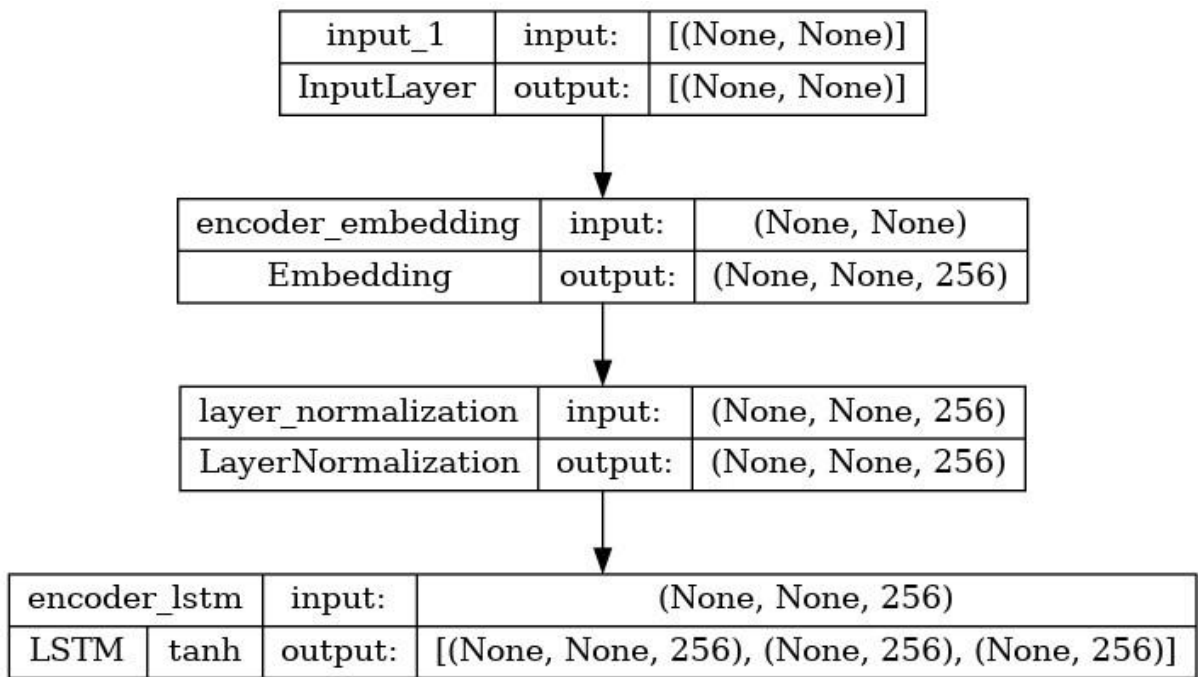 input_1 input: [(None, None)]
InputLayer output: [(None, None)]
encoder_embedding input: (None, None)
Embedding output: (None, None, 256)
layer_normalization input: (None, None, 256)
LayerNormalization output: (None, None, 256)
encoder_lstm input: (None, None, 256)
LSTM tanh output: [(None, None, 256), (None, 256), (None, 256)]